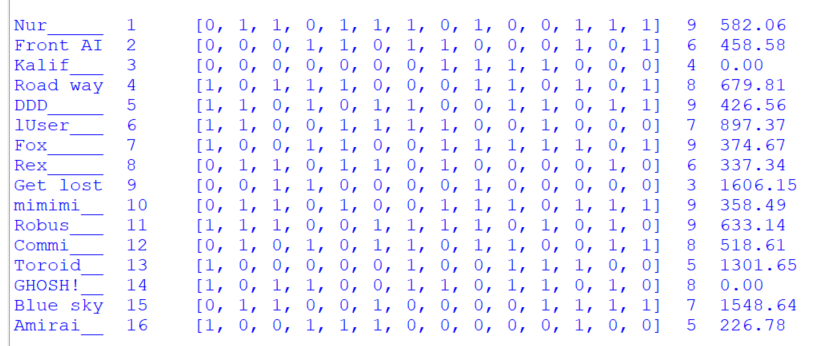 Nur_____ 1 [0, 1, 1, 0, 1, 1, 1, 0, 1, 0, 0, 1, 1, 1] 9 582.06
Front AI 2 [0, 0, 0, 1, 1, 0, 1, 1, 0, 0, 0, 1, 0, 1] 6 458.58
Kalif___ 3 [0, 0, 0, 0, 0, 0, 0, 1, 1, 1, 1, 0, 0, 0] 4 0.00
Road way 4 [1, 0, 1, 1, 1, 0, 0, 0, 1, 1, 0, 1, 0, 1] 8 679.81
DDD_____ 5 [1, 1, 0, 1, 0, 1, 1, 0, 0, 1, 1, 0, 1, 1] 9 426.56
lUser___ 6 [1, 1, 0, 0, 1, 1, 1, 1, 0, 0, 1, 0, 0, 0] 7 897.37
Fox_____ 7 [1, 0, 0, 1, 1, 0, 0, 1, 1, 1, 1, 1, 0, 1] 9 374.67
Rex_____ 8 [0, 1, 1, 0, 1, 1, 0, 1, 0, 0, 0, 0, 0, 1] 6 337.34
Get lost 9 [0, 0, 1, 1, 0, 0, 0, 0, 1, 0, 0, 0, 0, 0] 3 1606.15
mimimi__ 10 [0, 1, 1, 0, 1, 0, 0, 1, 1, 1, 0, 1, 1, 1] 9 358.49
Robus___ 11 [1, 1, 1, 0, 0, 1, 1, 1, 1, 0, 1, 0, 1, 0] 9 633.14
Commi___ 12 [0, 1, 0, 1, 0, 1, 1, 0, 1, 1, 0, 0, 1, 1] 8 518.61
Toroid__ 13 [1, 0, 0, 0, 0, 0, 1, 0, 0, 1, 1, 1, 0, 0] 5 1301.65
GHOSH!__ 14 [1, 0, 1, 1, 0, 0, 1, 1, 0, 1, 1, 0, 1, 0] 8 0.00
Blue sky 15 [0, 1, 1, 0, 0, 1, 0, 0, 0, 0, 1, 1, 1, 1] 7 1548.64
Amirai__ 16 [1, 0, 0, 1, 1, 1, 0, 0, 0, 0, 0, 1, 0, 0] 5 226.78